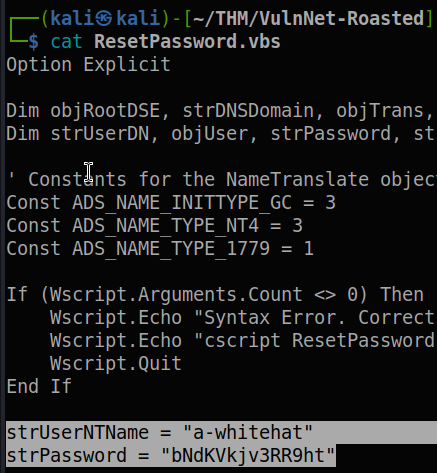 (kali㉿kali)-[~/THM/VulnNet-Roasted]
$ cat ResetPassword.vbs
Option Explicit
Dim objRootDSE, strDNSDomain, objTrans,
Dim strUserDN, objUser, strPassword, st
' Constants for the NameTranslate objec
Const ADS_NAME_INITTYPE_GC = 3
Const ADS_NAME_TYPE_NT4 = 3
Const ADS_NAME_TYPE_1779 = 1
If (Wscript.Arguments.Count <> 0) Then
Wscript.Echo "Syntax Error. Correct
Wscript.Echo "cscript ResetPassword
Wscript.Quit
End If
strUserNTName = "a-whitehat"
strPassword = "bNdKVkjv3RR9ht"